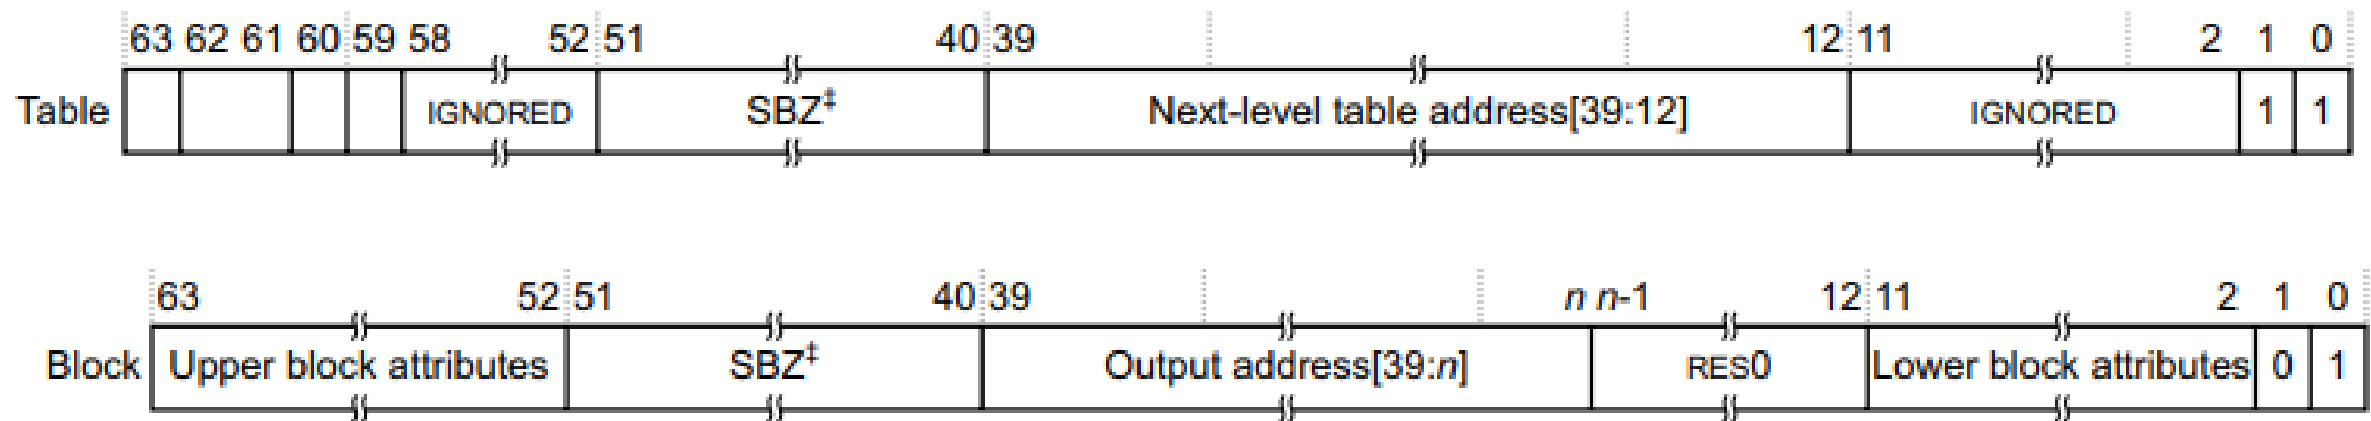 63 62 61 60 59 58 52 51 40 39 12 11 2 1 0
Table IGNORED SBZ‡ Next-level table address[39:12] IGNORED 1 1
63 52 51 40 39 n n-1 12 11 2 1 0
Block Upper block attributes SBZ‡ Output address[39:n] RES0 Lower block attributes 0 1